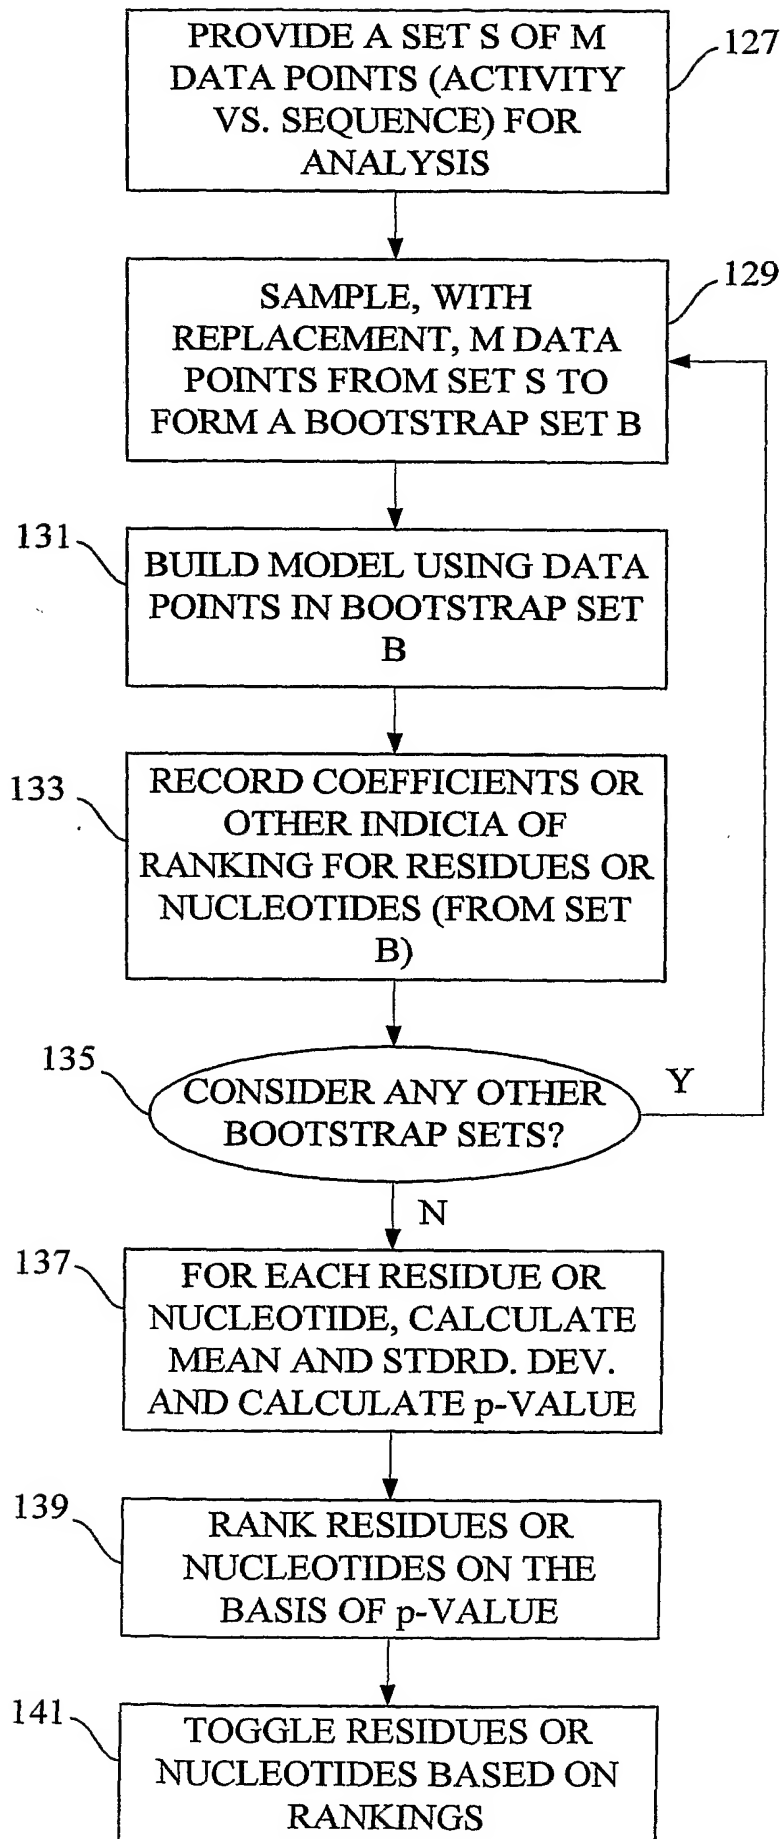 PROVIDE A SET S OF M
DATA POINTS (ACTIVITY
VS. SEQUENCE) FOR
ANALYSIS
127
SAMPLE, WITH
REPLACEMENT, M DATA
POINTS FROM SET S TO
FORM A BOOTSTRAP SET B
129
131
BUILD MODEL USING DATA
POINTS IN BOOTSTRAP SET
B
133
RECORD COEFFICIENTS OR
OTHER INDICIA OF
RANKING FOR RESIDUES OR
NUCLEOTIDES (FROM SET
B)
135
CONSIDER ANY OTHER
BOOTSTRAP SETS?
Y
N
137
FOR EACH RESIDUE OR
NUCLEOTIDE, CALCULATE
MEAN AND STDRD. DEV.
AND CALCULATE p-VALUE
139
RANK RESIDUES OR
NUCLEOTIDES ON THE
BASIS OF p-VALUE
141
TOGGLE RESIDUES OR
NUCLEOTIDES BASED ON
RANKINGS